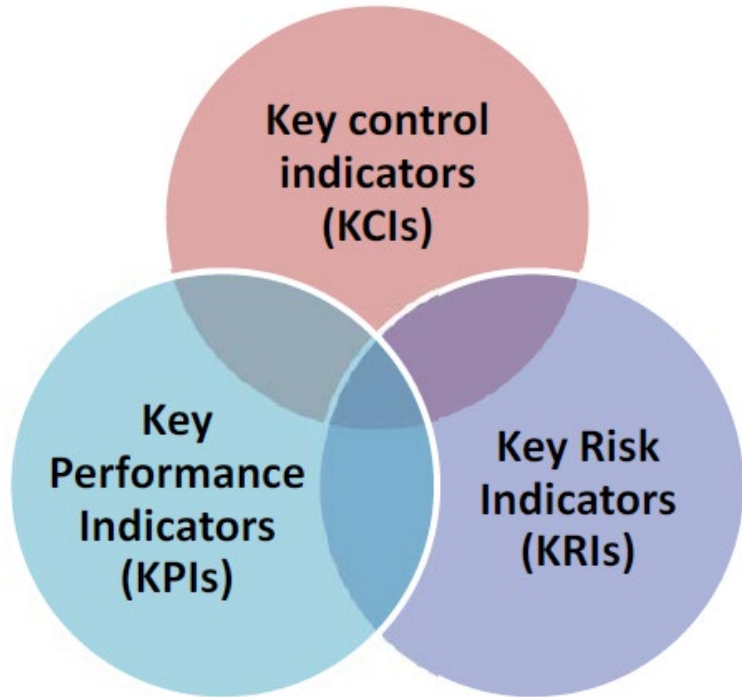 Key control
indicators
(KCIs)
Key
Performance
Indicators
(KPIs)
Key Risk
Indicators
(KRIs)